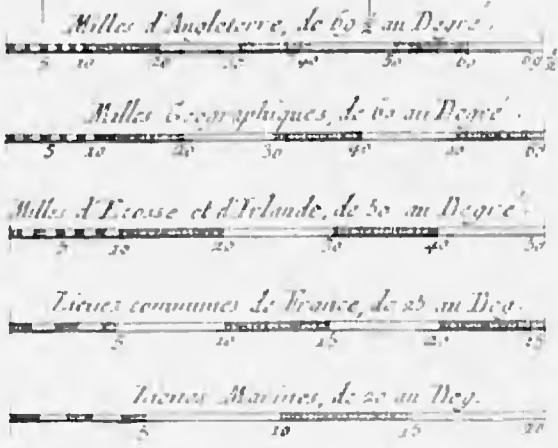 Milles d'Angleterre, de 69 ½ au Degré.
5 10 20 30 40 50 60 69 ½
Milles Geographiques, de 60 au Degré.
5 10 20 30 40 50 60
Milles d'Ecosse et d'Irlande, de 50 au Degré.
5 10 20 30 40 50
Lieues communes de France, de 25 au Deg.
5 10 15 20 25
Lieues Marines, de 20 au Deg.
5 10 15 20